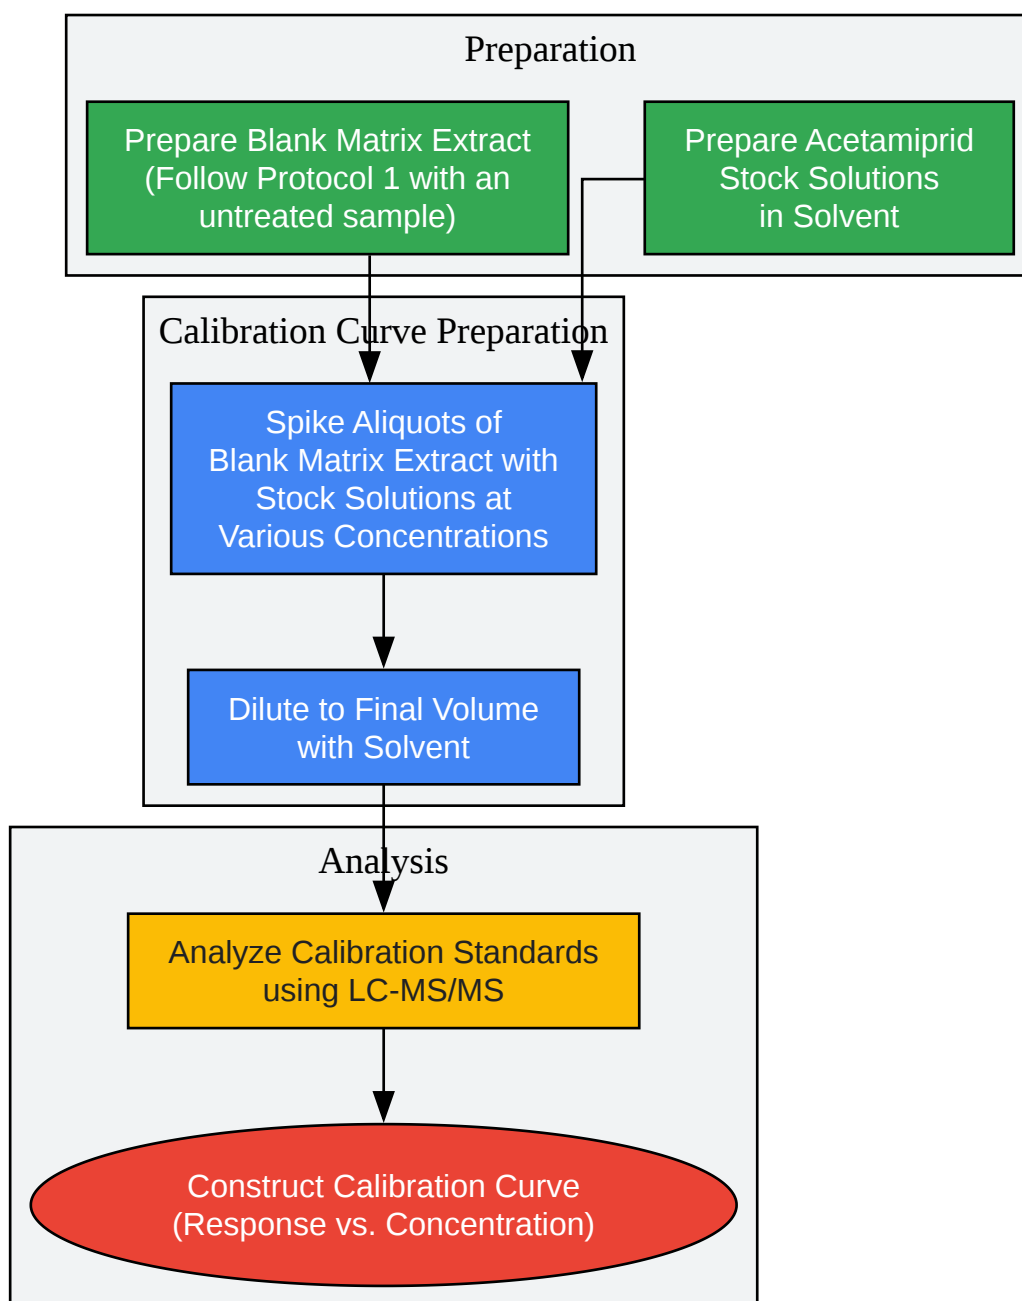 Preparation
Prepare Blank Matrix Extract
(Follow Protocol 1 with an
untreated sample)
Prepare Acetamiprid
Stock Solutions
in Solvent
Calibration Curve Preparation
Spike Aliquots of
Blank Matrix Extract with
Stock Solutions at
Various Concentrations
Dilute to Final Volume
with Solvent
Analysis
Analyze Calibration Standards
using LC-MS/MS
Construct Calibration Curve
(Response vs. Concentration)